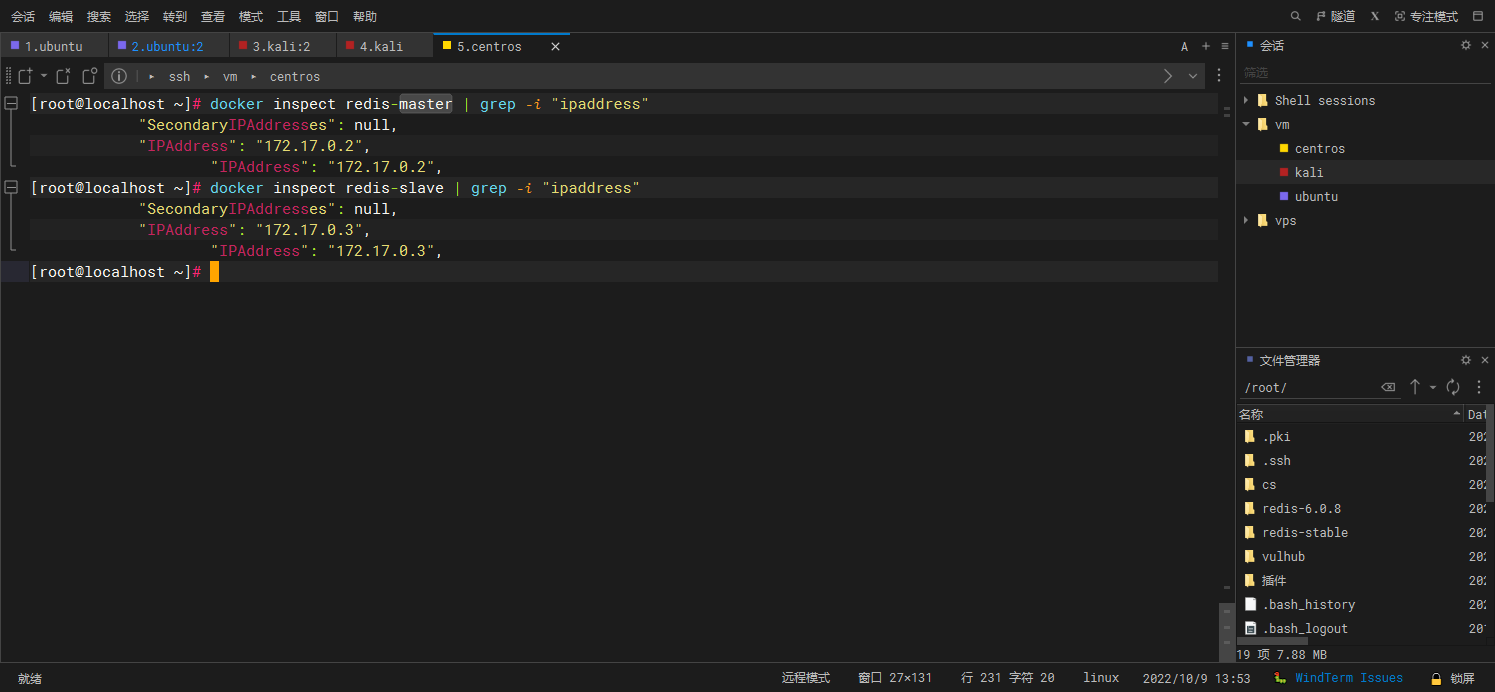 会话 编辑 搜索 选择 转到 查看 模式 工具 窗口 帮助 隧道 X 专注模式
1.ubuntu 2.ubuntu:2 3.kali:2 4.kali 5.centros A
ssh vm centros
[root@localhost ~]# docker inspect redis-master | grep -i "ipaddress"
"SecondaryIPAddresses": null,
"IPAddress": "172.17.0.2",
"IPAddress": "172.17.0.2",
[root@localhost ~]# docker inspect redis-slave | grep -i "ipaddress"
"SecondaryIPAddresses": null,
"IPAddress": "172.17.0.3",
"IPAddress": "172.17.0.3",
[root@localhost ~]#
会话
筛选
Shell sessions
vm
centros
kali
ubuntu
vps
文件管理器
/root/
名称 Dat
.pki 202
.ssh 202
cs 202
redis-6.0.8 202
redis-stable 202
vulhub 202
插件 202
.bash_history 202
.bash_logout 201
19 项 7.88 MB
就绪 远程模式 窗口 27×131 行 231 字符 20 linux 2022/10/9 13:53 WindTerm Issues 锁屏